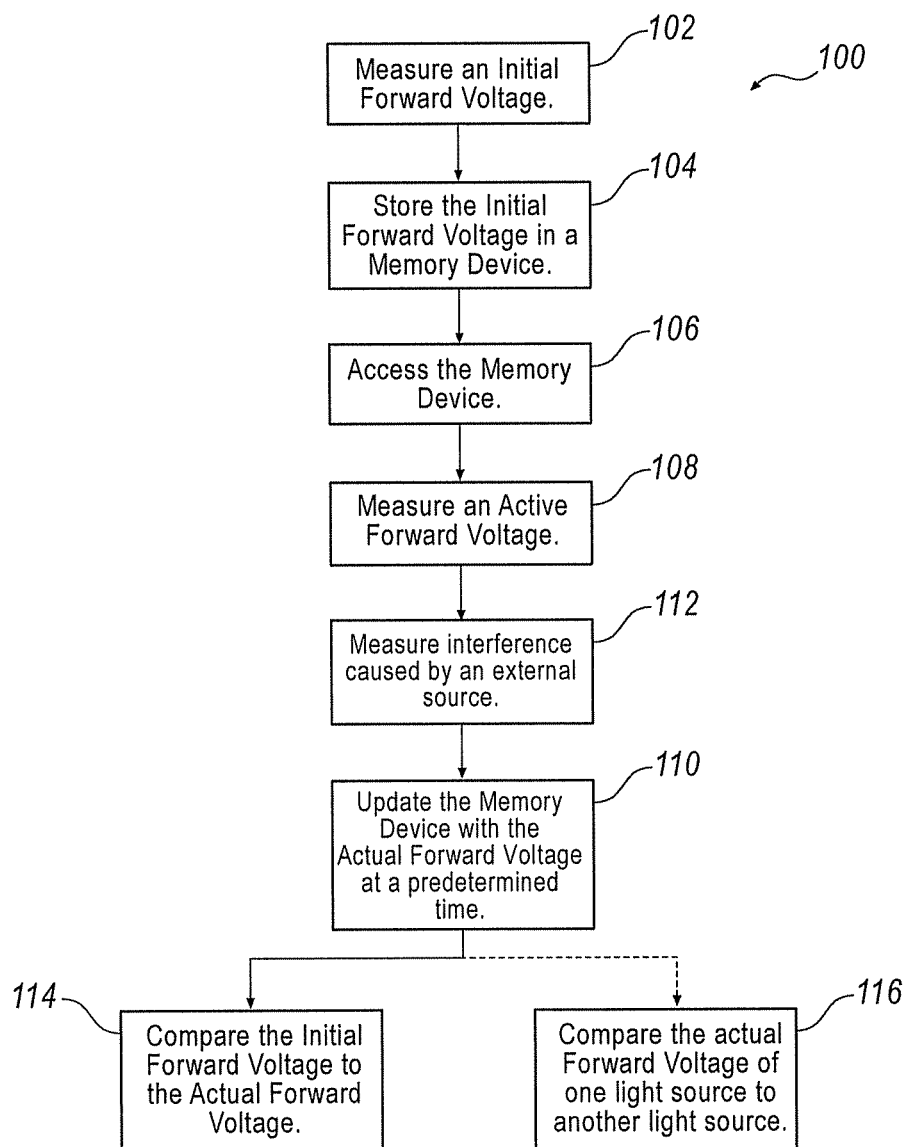 102
100
Measure an Initial
Forward Voltage.
104
Store the Initial
Forward Voltage in a
Memory Device.
106
Access the Memory
Device.
108
Measure an Active
Forward Voltage.
112
Measure interference
caused by an external
source.
110
Update the Memory
Device with the
Actual Forward Voltage
at a predetermined
time.
114
Compare the Initial
Forward Voltage to
the Actual Forward
Voltage.
116
Compare the actual
Forward Voltage of
one light source to
another light source.